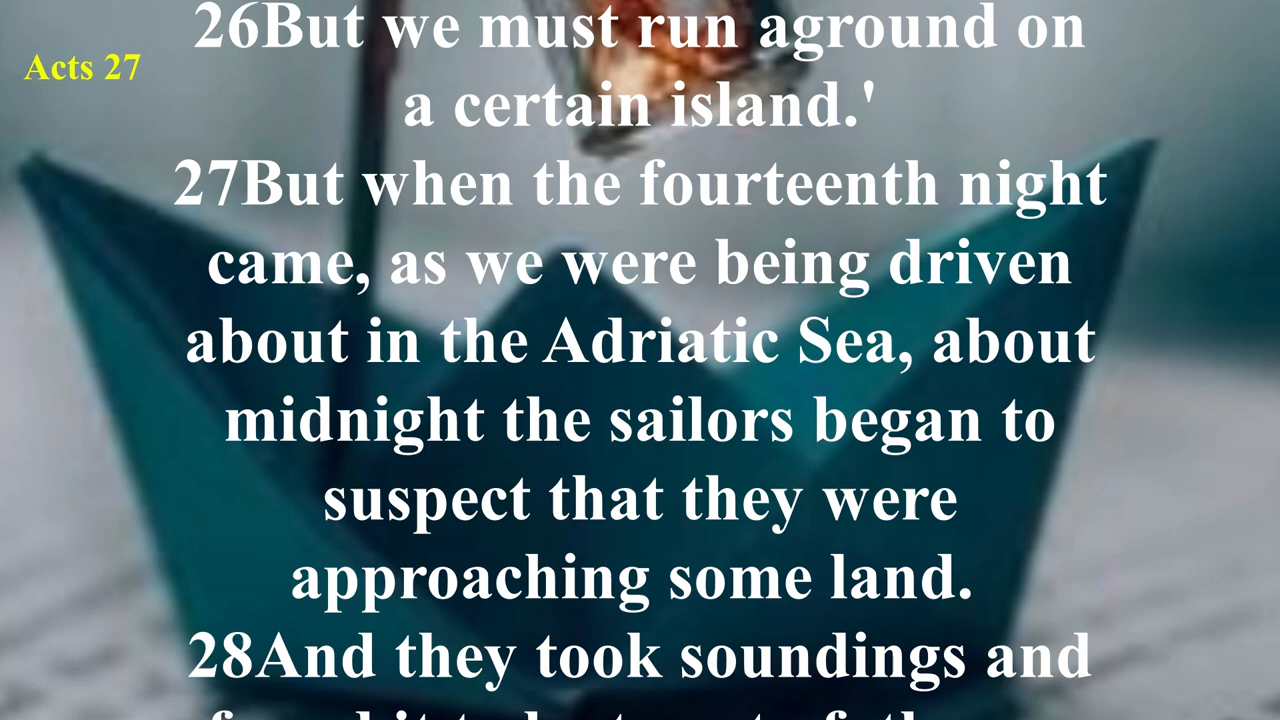 26But we must run aground on
Acts 27
a certain island.'
27But when the fourteenth night
came, as we were being driven
about in the Adriatic Sea, about
midnight the sailors began to
suspect that they were
approaching some land.
28And they took soundings and